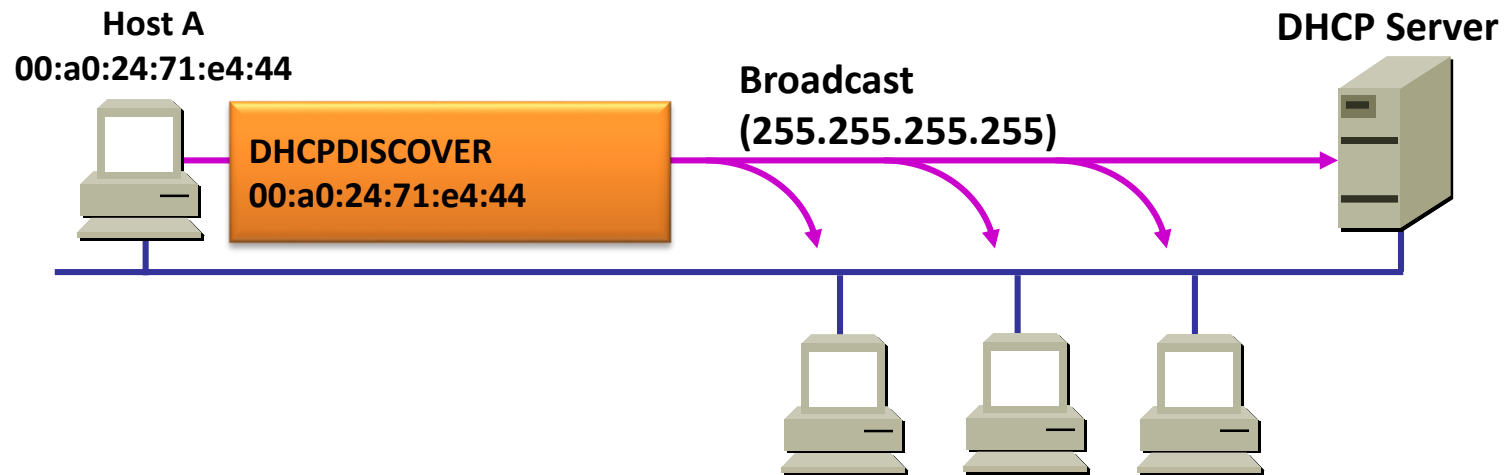 Host A
00:a0:24:71:e4:44
DHCP Server
DHCPDISCOVER
00:a0:24:71:e4:44
Broadcast
(255.255.255.255)